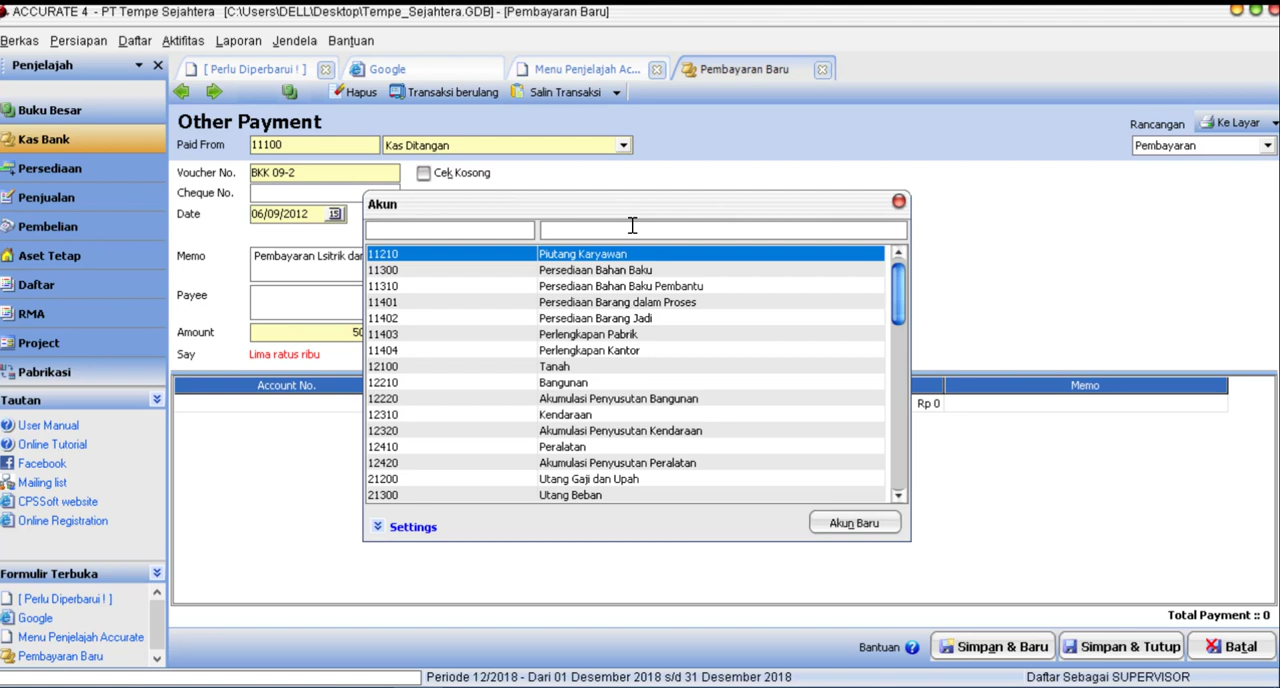 ACCURATE 4 - PT Tempe Sejahtera [C:\Users\DELL\Desktop\Tempe_Sejahtera.GDB] - [Pembayaran Baru]
Berkas Persiapan Daftar Aktifitas Laporan Jendela Bantuan
Penjelajah
[ Perlu Diperbarui ! ] Google Menu Penjelajah Ac... Pembayaran Baru
Hapus Transaksi berulang Salin Transaksi
Buku Besar
Kas Bank
Persediaan
Penjualan
Pembelian
Aset Tetap
Daftar
RMA
Project
Pabrikasi
Tautan
User Manual
Online Tutorial
Facebook
Mailing list
CPSSoft website
Online Registration
Formulir Terbuka
[ Perlu Diperbarui ! ]
Google
Menu Penjelajah Accurate
Pembayaran Baru
Other Payment
Rancangan Ke Layar
Paid From 11100 Kas Ditangan Pembayaran
Voucher No. BKK 09-2 Cek Kosong
Cheque No.
Date 06/09/2012 15
Memo Pembayaran Lsitrik dar
Payee
Amount 50
Say Lima ratus ribu
Account No. Memo
Rp 0
Akun
11210 Piutang Karyawan
11300 Persediaan Bahan Baku
11310 Persediaan Bahan Baku Pembantu
11401 Persediaan Barang dalam Proses
11402 Persediaan Barang Jadi
11403 Perlengkapan Pabrik
11404 Perlengkapan Kantor
12100 Tanah
12210 Bangunan
12220 Akumulasi Penyusutan Bangunan
12310 Kendaraan
12320 Akumulasi Penyusutan Kendaraan
12410 Peralatan
12420 Akumulasi Penyusutan Peralatan
21200 Utang Gaji dan Upah
21300 Utang Beban
Settings Akun Baru
Total Payment :: 0
Bantuan Simpan & Baru Simpan & Tutup Batal
Periode 12/2018 - Dari 01 Desember 2018 s/d 31 Desember 2018 Daftar Sebagai SUPERVISOR